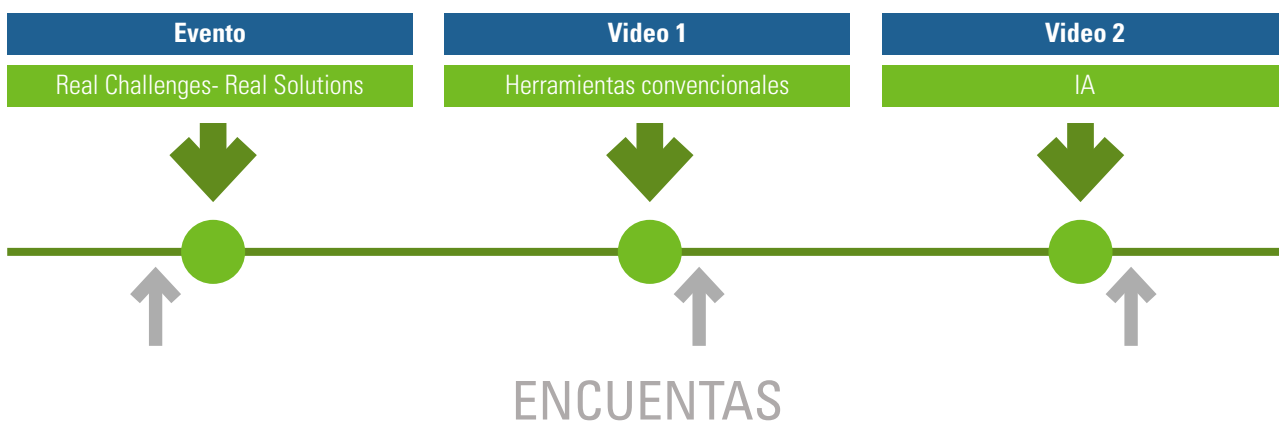 Evento
Real Challenges- Real Solutions
Video 1
Herramientas convencionales
Video 2
IA
ENCUENTAS